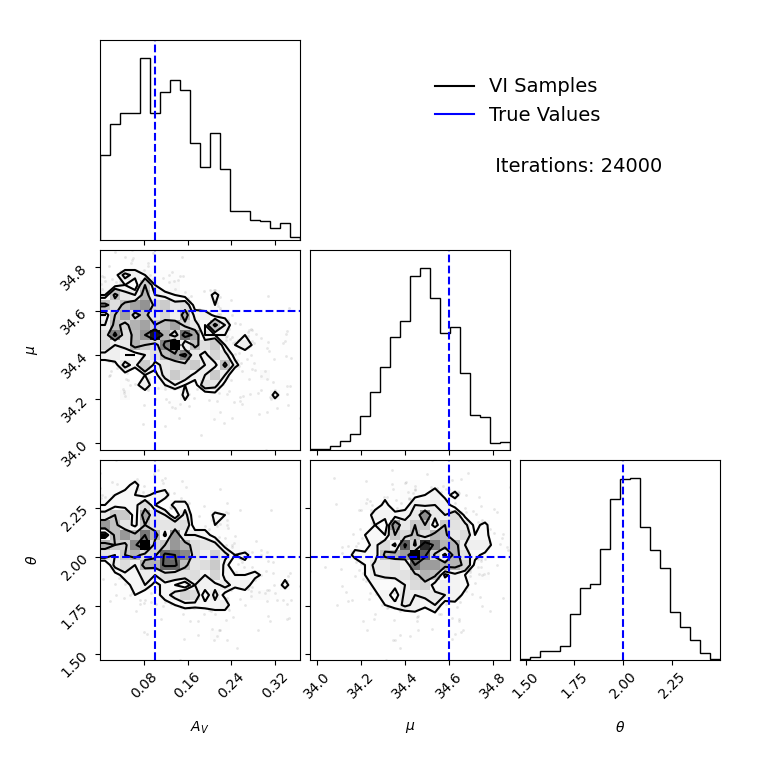 VI Samples
True Values
Iterations: 24000
μ
34.8
34.6
34.4
34.2
34.0
θ
2.25
2.00
1.75
1.50
0.08 0.16 0.24 0.32
34.0 34.2 34.4 34.6 34.8
1.50 1.75 2.00 2.25
A_V μ θ